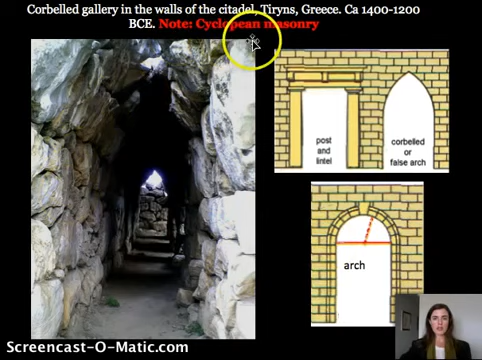 Corbelled gallery in the walls of the citadel, Tiryns, Greece. Ca 1400-1200
BCE. Note: Cyclopean masonry
post
and
lintel
corbelled
or
false arch
arch
Screencast-O-Matic.com